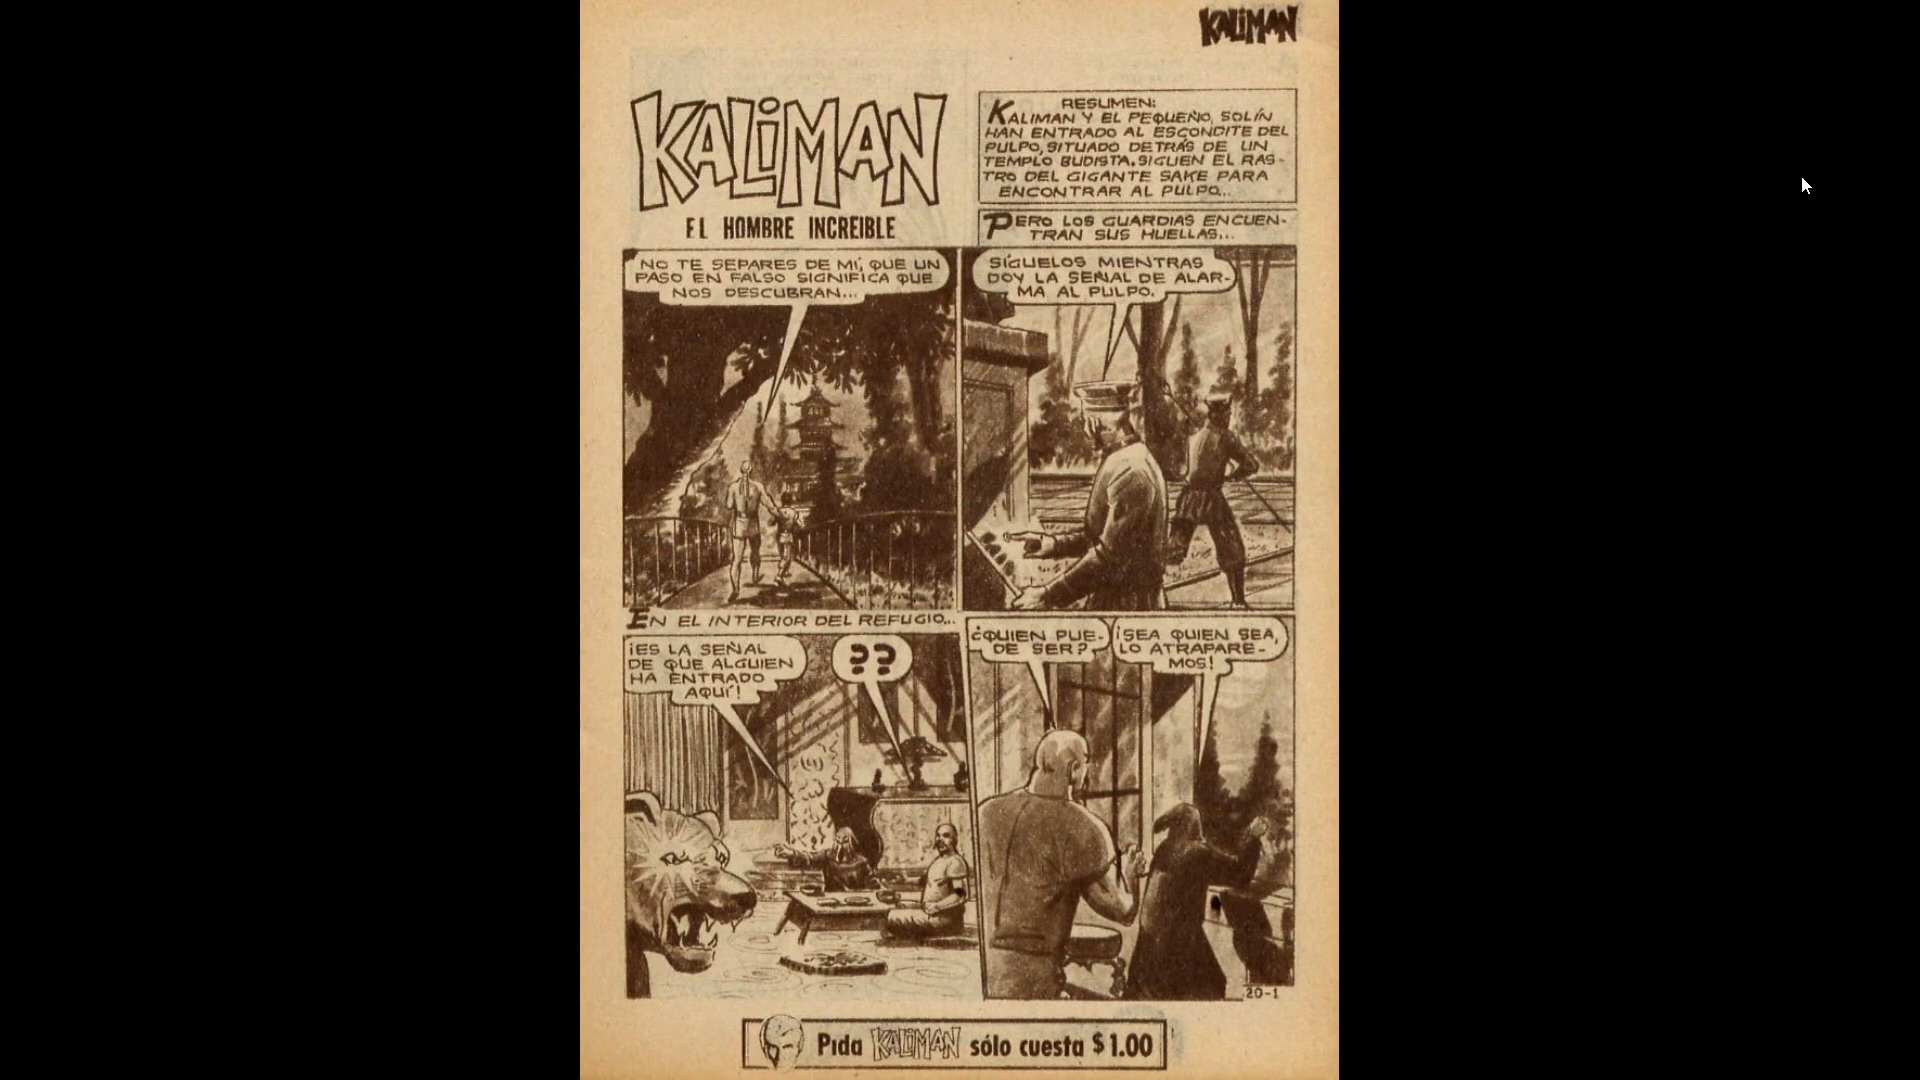 KALIMAN
KALIMAN
EL HOMBRE INCREIBLE
RESUMEN:
KALIMAN Y EL PEQUEÑO, SOLÍN
HAN ENTRADO AL ESCONDITE DEL
PULPO, SITUADO DETRÁS DE UN
TEMPLO BUDISTA. SIGUEN EL RAS-
TRO DEL GIGANTE SAKE PARA
ENCONTRAR AL PULPO...
PERO LOS GUARDIAS ENCUEN-
TRAN SUS HUELLAS...
NO TE SEPARES DE MÍ, QUE UN
PASO EN FALSO SIGNIFICA QUE
NOS DESCUBRAN...
SÍGUELOS MIENTRAS
DOY LA SEÑAL DE ALAR-
MA AL PULPO.
EN EL INTERIOR DEL REFUGIO...
¡ES LA SEÑAL
DE QUE ALGUIEN
HA ENTRADO
AQUÍ!
??
¿QUIEN PUE-
DE SER?
¡SEA QUIEN SEA,
LO ATRAPARE-
MOS!
20-1
Pida KALIMAN sólo cuesta $1.00